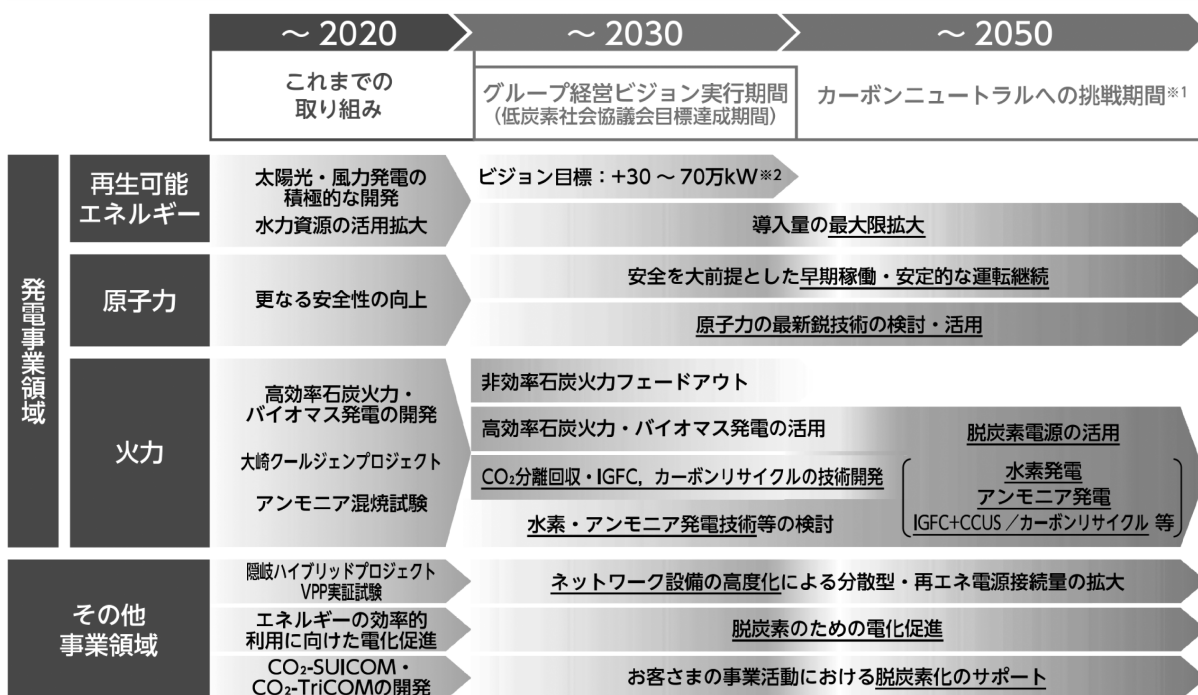 ～2020
～2030
～2050
これまでの
取り組み
グループ経営ビジョン実行期間
（低炭素社会協議会目標達成期間）
カーボンニュートラルへの挑戦期間※1
発電事業領域
再生可能
エネルギー
太陽光・風力発電の
積極的な開発
水力資源の活用拡大
ビジョン目標：+30～70万kW※2
導入量の最大限拡大
原子力
更なる安全性の向上
安全を大前提とした早期稼働・安定的な運転継続
原子力の最新鋭技術の検討・活用
火力
高効率石炭火力・
バイオマス発電の開発
大崎クールジェンプロジェクト
アンモニア混焼試験
非効率石炭火力フェードアウト
高効率石炭火力・バイオマス発電の活用
CO₂分離回収・IGFC，カーボンリサイクルの技術開発
水素・アンモニア発電技術等の検討
脱炭素電源の活用
水素発電
アンモニア発電
IGFC+CCUS／カーボンリサイクル 等
その他
事業領域
隠岐ハイブリッドプロジェクト
VPP実証試験
ネットワーク設備の高度化による分散型・再エネ電源接続量の拡大
エネルギーの効率的
利用に向けた電化促進
脱炭素のための電化促進
CO₂-SUICOM・
CO₂-TriCOMの開発
お客さまの事業活動における脱炭素化のサポート